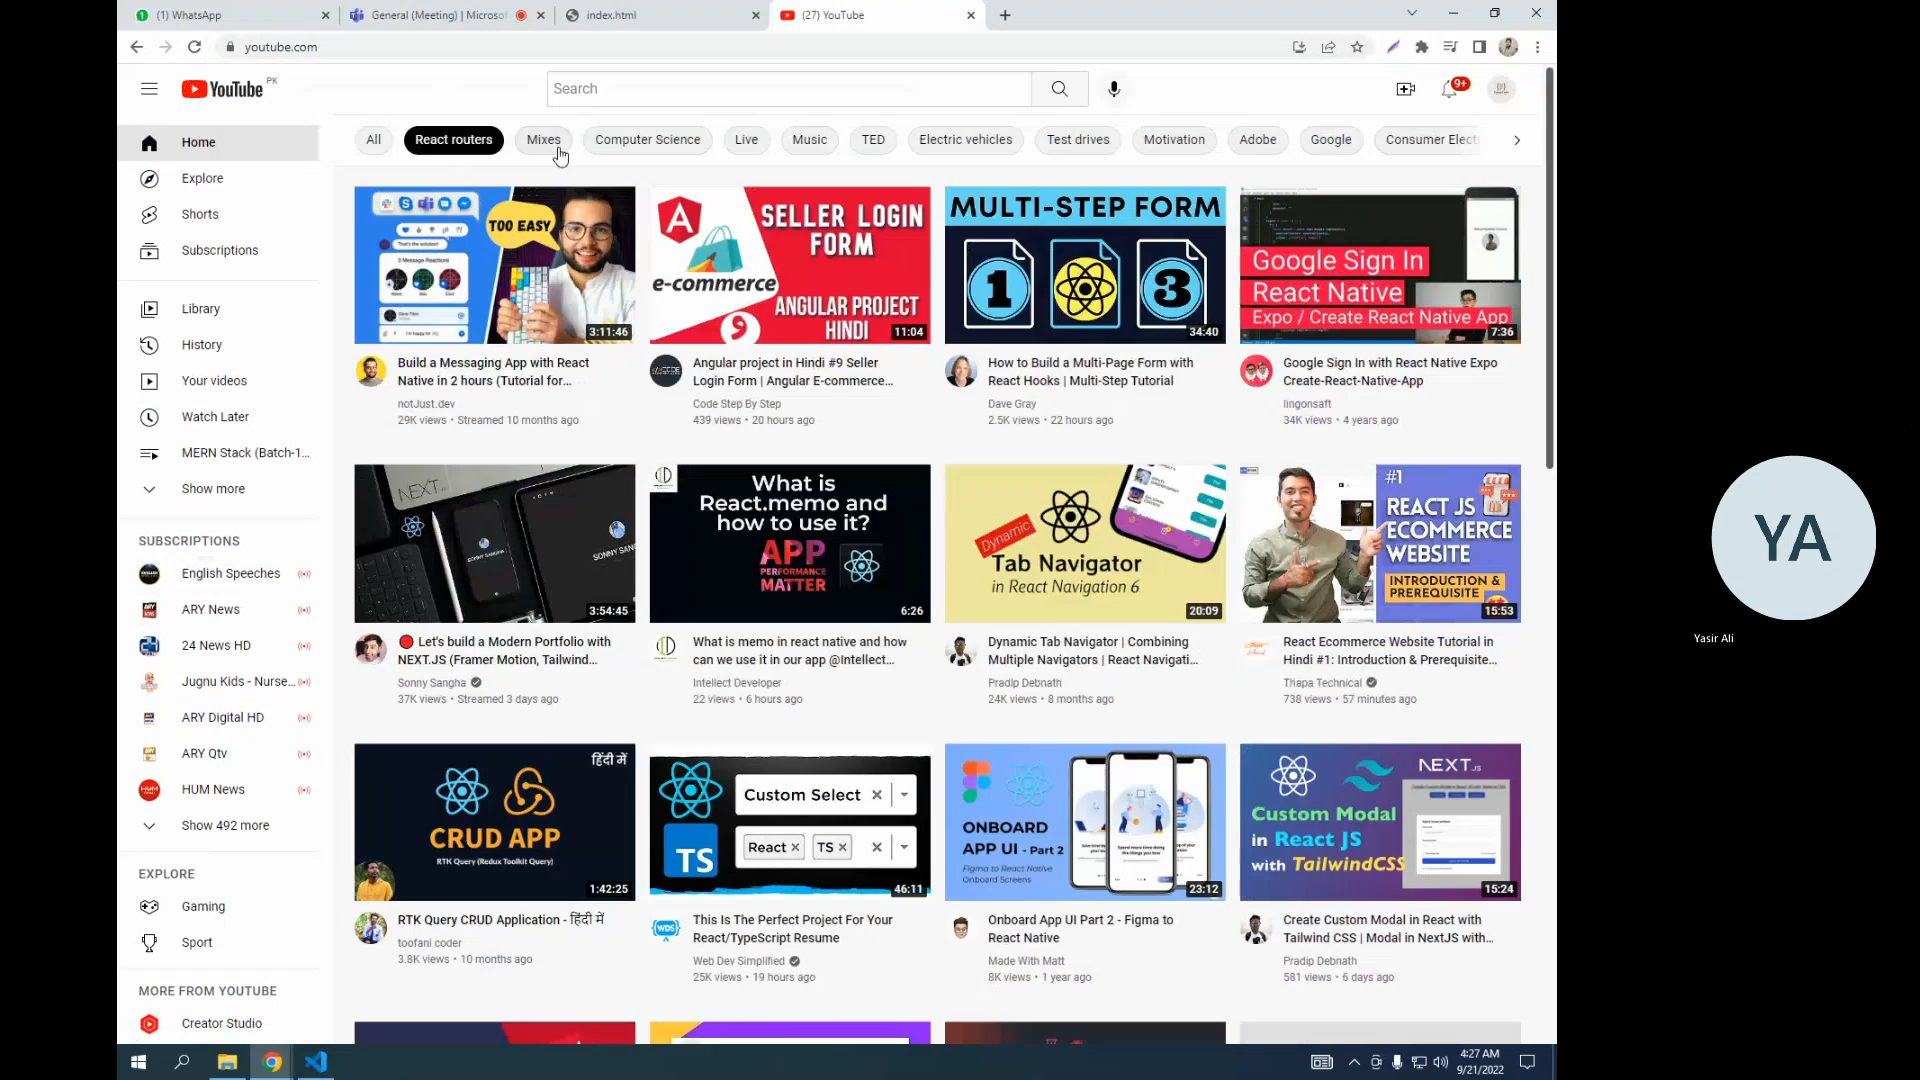 (1) WhatsApp
General (Meeting) | Microso
index.html
(27) YouTube
youtube.com
YouTube PK
Search
9+
Home
Explore
Shorts
Subscriptions
Library
History
Your videos
Watch Later
MERN Stack (Batch-1...
Show more
SUBSCRIPTIONS
English Speeches
ARY News
24 News HD
Jugnu Kids - Nurse...
ARY Digital HD
ARY Qtv
HUM News
Show 492 more
EXPLORE
Gaming
Sport
MORE FROM YOUTUBE
Creator Studio
All
React routers
Mixes
Computer Science
Live
Music
TED
Electric vehicles
Test drives
Motivation
Adobe
Google
Consumer Elect
TOO EASY
3:11:46
Build a Messaging App with React
Native in 2 hours (Tutorial for...
notJust.dev
29K views • Streamed 10 months ago
SELLER LOGIN
FORM
e-commerce
ANGULAR PROJECT
HINDI
9
11:04
Angular project in Hindi #9 Seller
Login Form | Angular E-commerce...
Code Step By Step
439 views • 20 hours ago
MULTI-STEP FORM
1
3
34:40
How to Build a Multi-Page Form with
React Hooks | Multi-Step Tutorial
Dave Gray
2.5K views • 22 hours ago
Google Sign In
React Native
Expo / Create React Native App
7:36
Google Sign In with React Native Expo
Create-React-Native-App
lingonsaft
34K views • 4 years ago
NEXT.
SONNY SANGHA
SONNY SANG
3:54:45
🔴 Let's build a Modern Portfolio with
NEXT.JS (Framer Motion, Tailwind...
Sonny Sangha
37K views • Streamed 3 days ago
What is
React.memo and
how to use it?
APP
PERFORMANCE
MATTER
6:26
What is memo in react native and how
can we use it in our app @Intellect...
Intellect Developer
22 views • 6 hours ago
Dynamic
Tab Navigator
in React Navigation 6
20:09
Dynamic Tab Navigator | Combining
Multiple Navigators | React Navigati...
Pradip Debnath
24K views • 8 months ago
#1
REACT JS
ECOMMERCE
WEBSITE
INTRODUCTION &
PREREQUISITE
15:53
React Ecommerce Website Tutorial in
Hindi #1: Introduction & Prerequisite...
Thapa Technical
738 views • 57 minutes ago
हिंदी में
CRUD APP
RTK Query (Redux Toolkit Query)
1:42:25
RTK Query CRUD Application - हिंदी में
toofani coder
3.8K views • 10 months ago
Custom Select
React
TS
TS
46:11
This Is The Perfect Project For Your
React/TypeScript Resume
WDS
Web Dev Simplified
25K views • 19 hours ago
ONBOARD
APP UI - Part 2
Figma to React Native
Onboard Screens
23:12
Onboard App UI Part 2 - Figma to
React Native
Made With Matt
8K views • 1 year ago
NEXT.JS
Custom Modal
in React JS
with TailwindCSS
15:24
Create Custom Modal in React with
Tailwind CSS | Modal in NextJS with...
Pradip Debnath
581 views • 6 days ago
YA
Yasir Ali
4:27 AM
9/21/2022